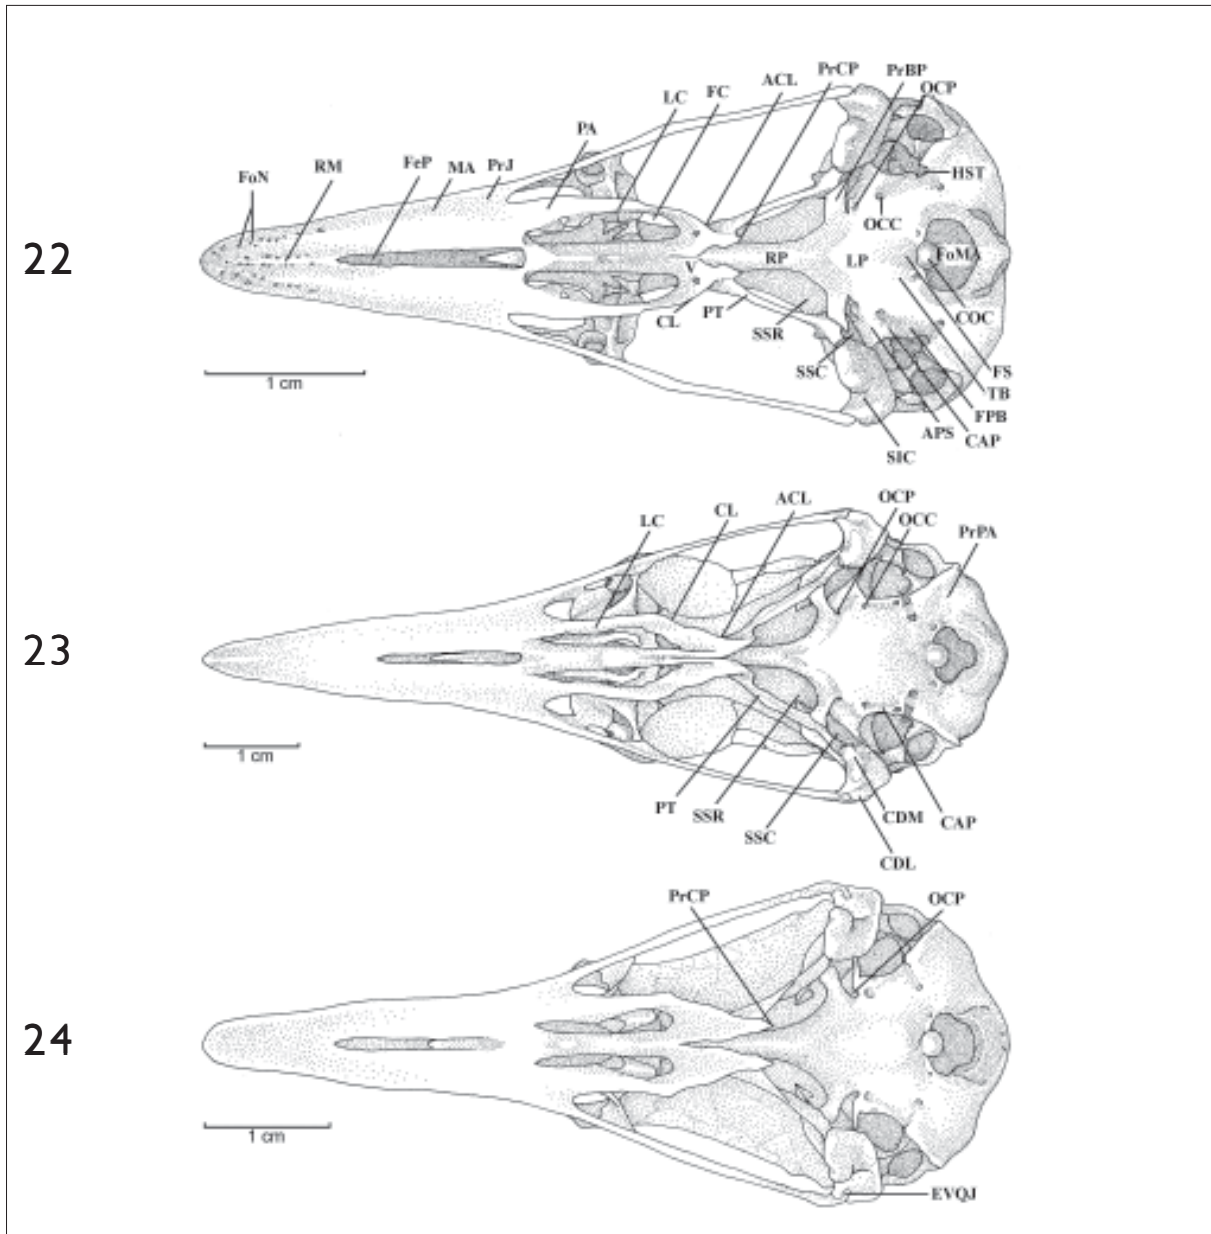 PrCP PrBP
ACL OCP
LC FC
PA
RM FeP MA PrJ
FoN HST
OCC
22 V RP LP FoMA
CL PT COC
SSR
SSC FS
1 cm TB
FPB
APS CAP
SIC
OCP
ACL
CL OCC
LC PrPA
23
1 cm
PT SSR CDM CAP
SSC
CDL
PrCP OCP
24
1 cm
EVQJ